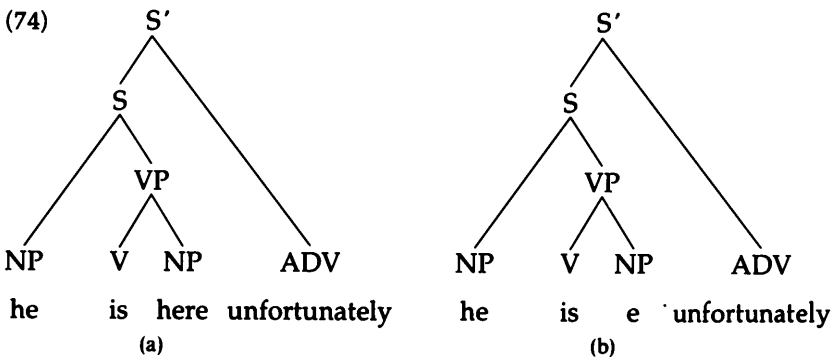 (74) S′ S′
S S
VP VP
NP V NP ADV NP V NP ADV
he is here unfortunately he is e unfortunately
(a) (b)